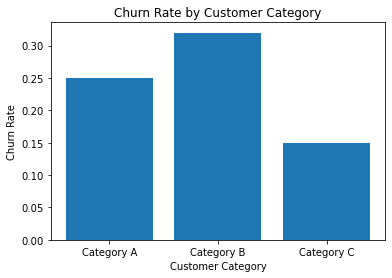 Churn Rate by Customer Category
Churn Rate
0.30
0.25
0.20
0.15
0.10
0.05
0.00
Category A
Category B
Category C
Customer Category